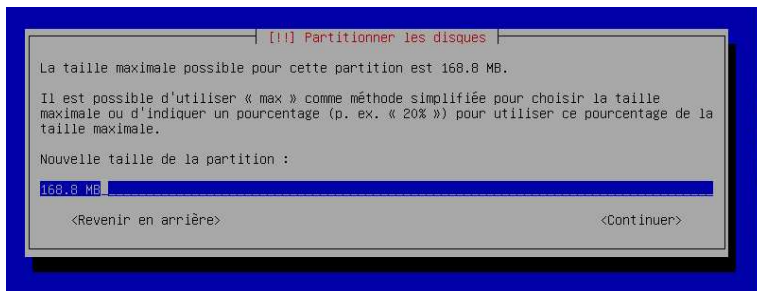 [!!] Partitionner les disques
La taille maximale possible pour cette partition est 168.8 MB.
Il est possible d'utiliser « max » comme méthode simplifiée pour choisir la taille
maximale ou d'indiquer un pourcentage (p. ex. « 20% ») pour utiliser ce pourcentage de la
taille maximale.
Nouvelle taille de la partition :
168.8 MB
<Revenir en arrière> <Continuer>